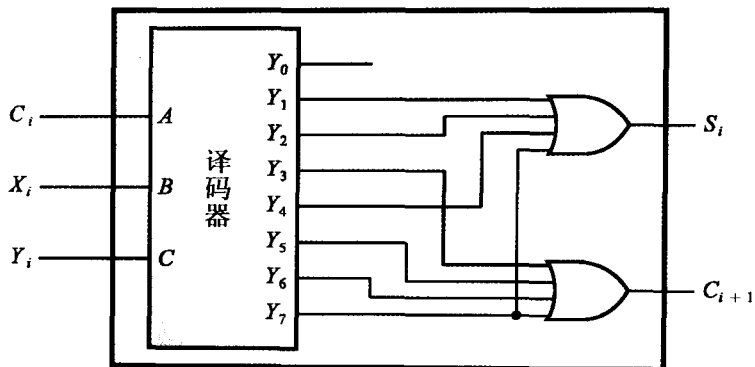 C_i
X_i
Y_i
A
B
C
译码器
Y_0
Y_1
Y_2
Y_3
Y_4
Y_5
Y_6
Y_7
S_i
C_{i+1}